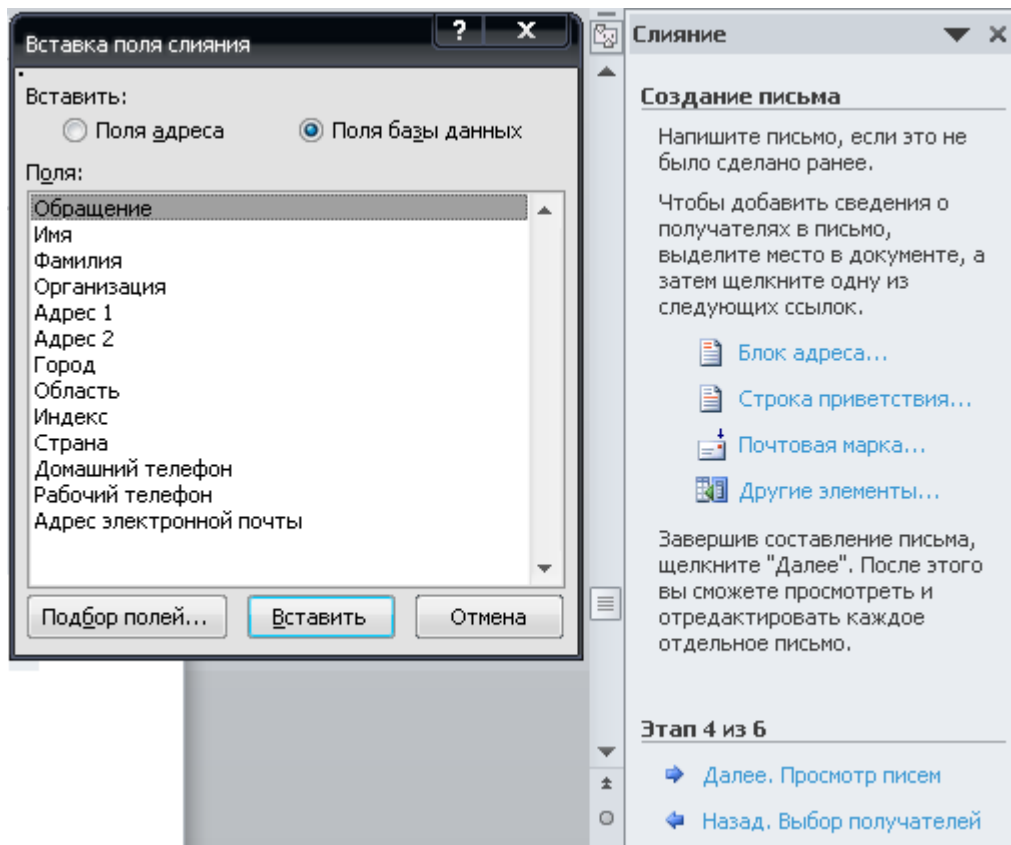 Вставка поля слияния
?
X
Вставить:
Поля адреса
Поля базы данных
Поля:
Обращение
Имя
Фамилия
Организация
Адрес 1
Адрес 2
Город
Область
Индекс
Страна
Домашний телефон
Рабочий телефон
Адрес электронной почты
Подбор полей...
Вставить
Отмена
Слияние
Создание письма
Напишите письмо, если это не
было сделано ранее.
Чтобы добавить сведения о
получателях в письмо,
выделите место в документе, а
затем щелкните одну из
следующих ссылок.
Блок адреса...
Строка приветствия...
Почтовая марка...
Другие элементы...
Завершив составление письма,
щелкните "Далее". После этого
вы сможете просмотреть и
отредактировать каждое
отдельное письмо.
Этап 4 из 6
Далее. Просмотр писем
Назад. Выбор получателей